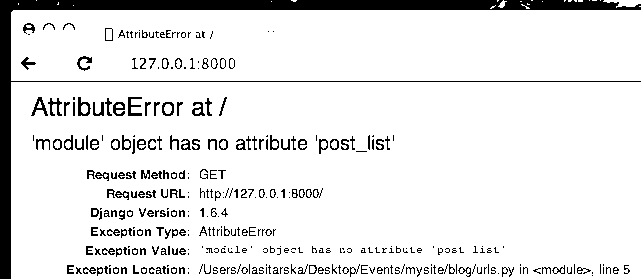 AttributeError at /
127.0.0.1:8000
AttributeError at /
'module' object has no attribute 'post_list'
Request Method: GET
Request URL: http://127.0.0.1:8000/
Django Version: 1.6.4
Exception Type: AttributeError
Exception Value: 'module' object has no attribute 'post list'
Exception Location: /Users/olasitarska/Desktop/Events/mysite/blog/urls.py in <module>, line 5